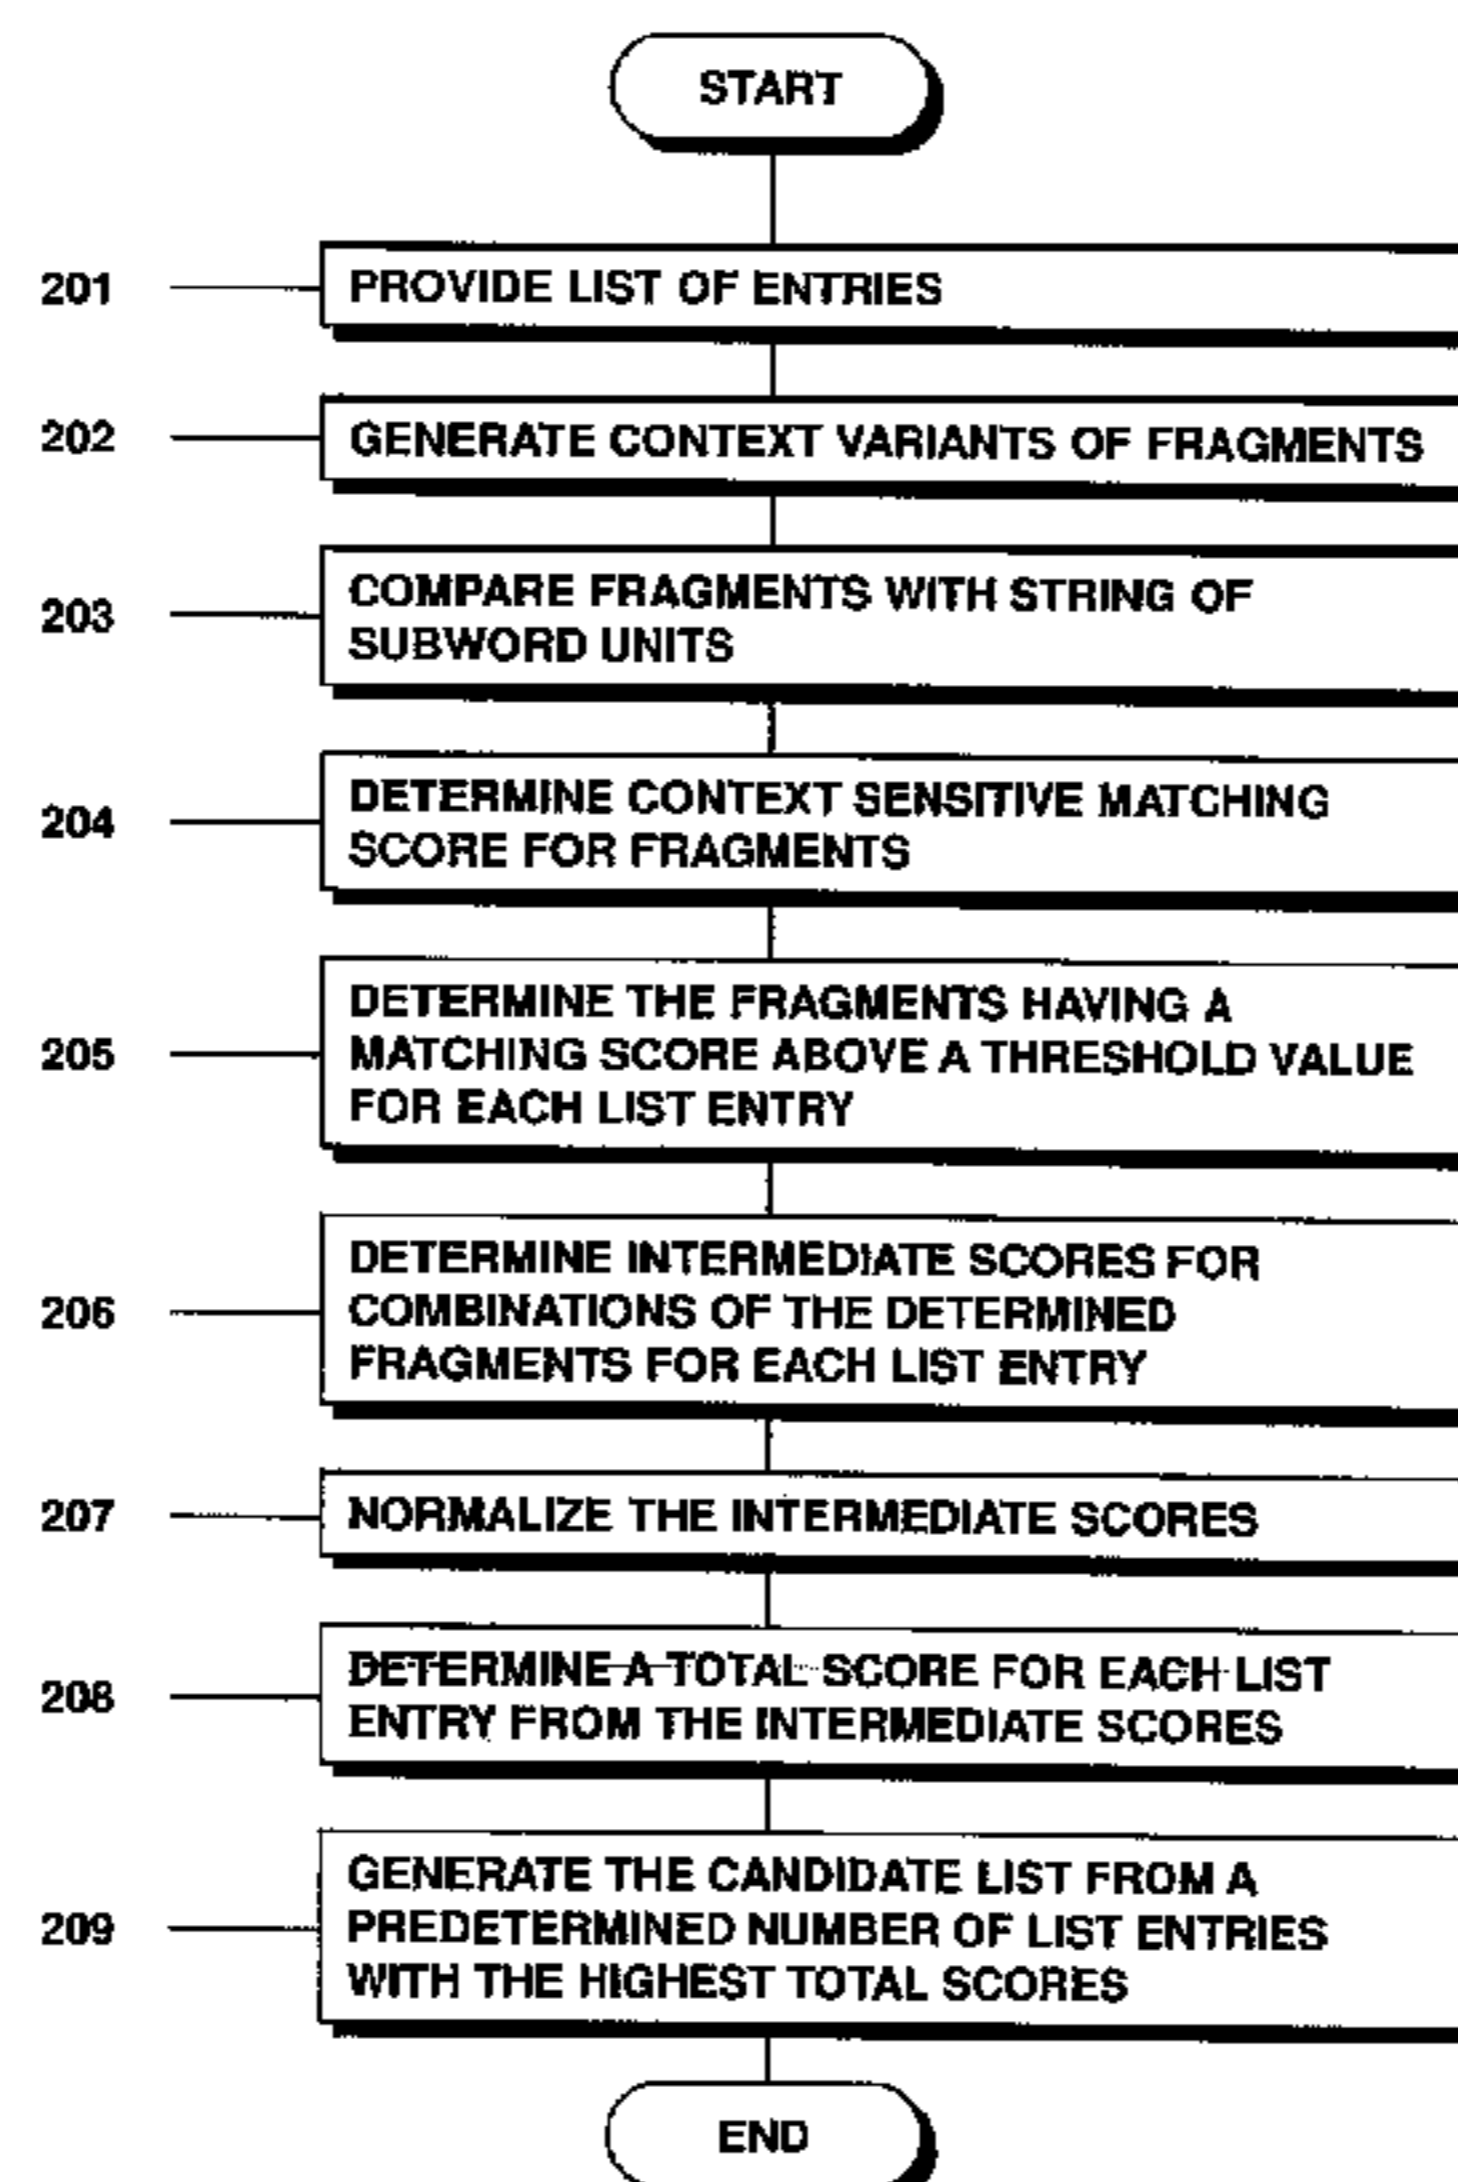 START
201 PROVIDE LIST OF ENTRIES
202 GENERATE CONTEXT VARIANTS OF FRAGMENTS
203 COMPARE FRAGMENTS WITH STRING OF
SUBWORD UNITS
204 DETERMINE CONTEXT SENSITIVE MATCHING
SCORE FOR FRAGMENTS
205 DETERMINE THE FRAGMENTS HAVING A
MATCHING SCORE ABOVE A THRESHOLD VALUE
FOR EACH LIST ENTRY
206 DETERMINE INTERMEDIATE SCORES FOR
COMBINATIONS OF THE DETERMINED
FRAGMENTS FOR EACH LIST ENTRY
207 NORMALIZE THE INTERMEDIATE SCORES
208 DETERMINE A TOTAL SCORE FOR EACH LIST
ENTRY FROM THE INTERMEDIATE SCORES
209 GENERATE THE CANDIDATE LIST FROM A
PREDETERMINED NUMBER OF LIST ENTRIES
WITH THE HIGHEST TOTAL SCORES
END